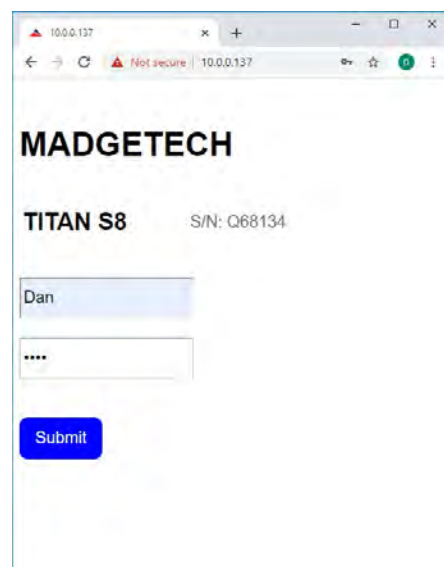 10.0.0.137
Not secure | 10.0.0.137
MADGETECH
TITAN S8 S/N: Q68134
Dan
••••
Submit